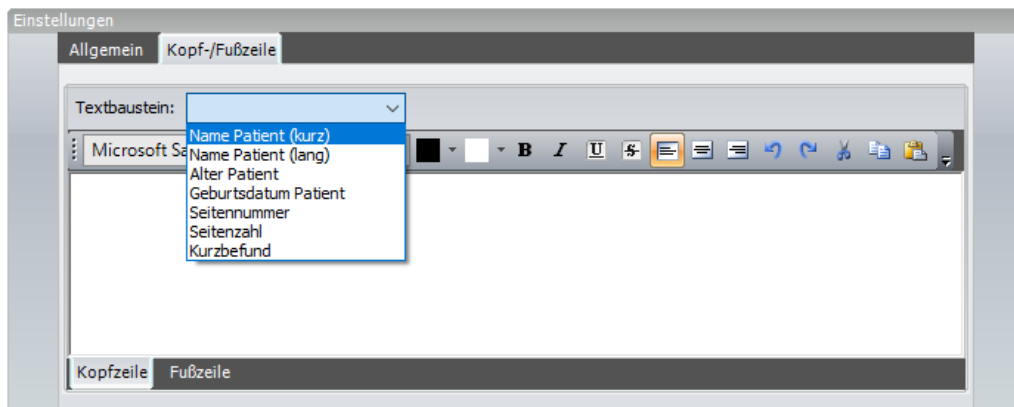 Einstellungen
Allgemein Kopf-/Fußzeile
Textbaustein:
Name Patient (kurz)
Microsoft
Name Patient (lang)
Alter Patient
Geburtsdatum Patient
Seitennummer
Seitenzahl
Kurzbefund
B I U S
Kopfzeile Fußzeile